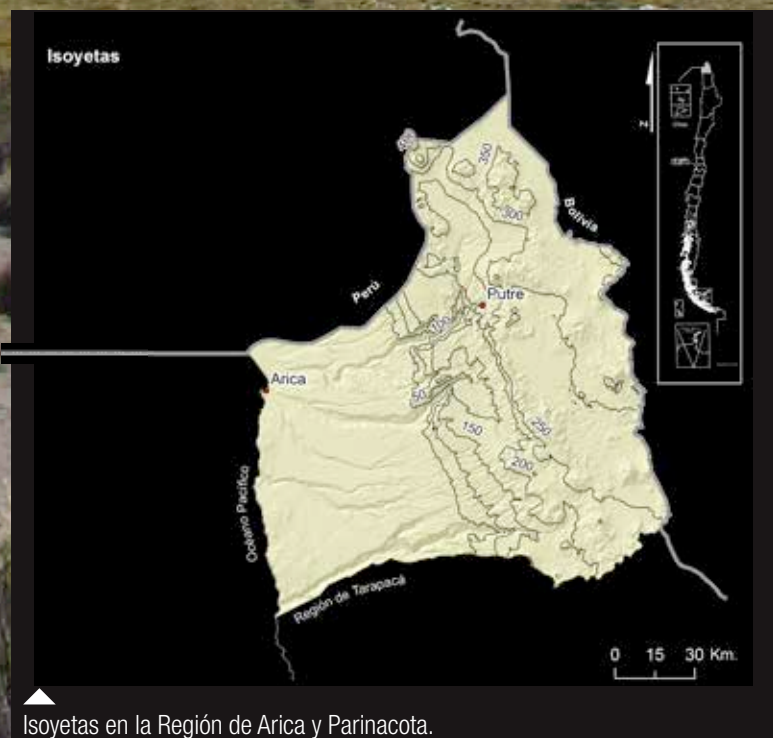 Isoyetas
N
350
300
Bolivia
Perú
Putre
100
Arica
50
150
250
200
Océano Pacífico
Región de Tarapacá
0 15 30 Km.
Isoyetas en la Región de Arica y Parinacota.